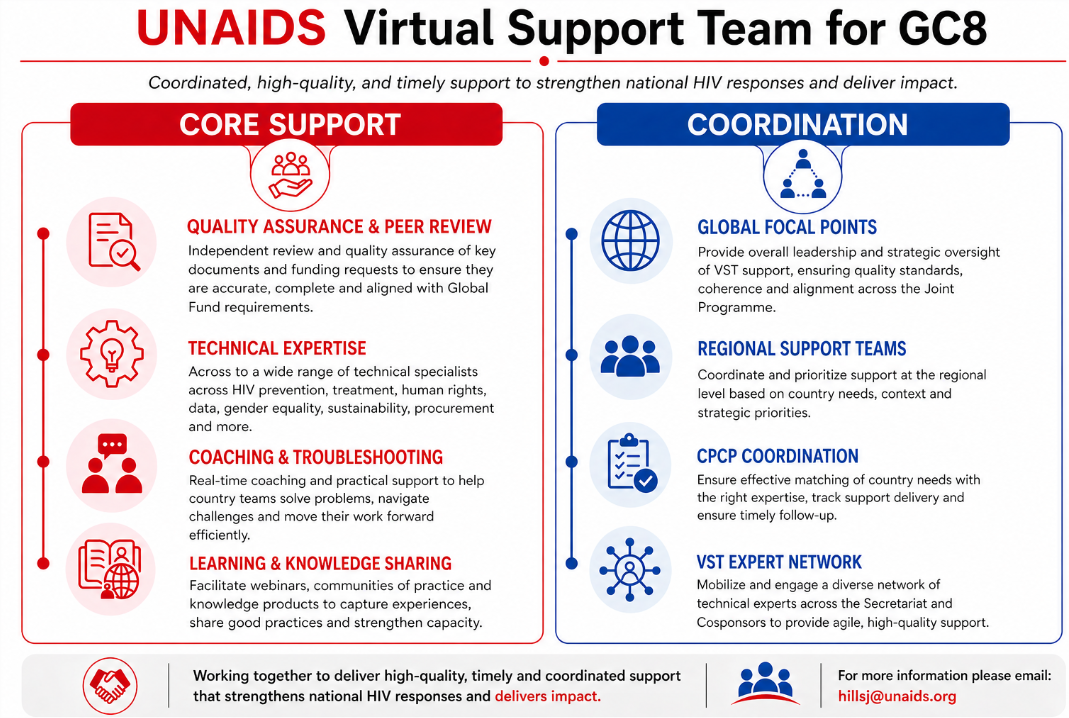 UNAIDS Virtual Support Team for GC8
Coordinated, high-quality, and timely support to strengthen national HIV responses and deliver impact.
CORE SUPPORT
QUALITY ASSURANCE & PEER REVIEW
Independent review and quality assurance of key
documents and funding requests to ensure they
are accurate, complete and aligned with Global
Fund requirements.
TECHNICAL EXPERTISE
Across to a wide range of technical specialists
across HIV prevention, treatment, human rights,
data, gender equality, sustainability, procurement
and more.
COACHING & TROUBLESHOOTING
Real-time coaching and practical support to help
country teams solve problems, navigate
challenges and move their work forward
efficiently.
LEARNING & KNOWLEDGE SHARING
Facilitate webinars, communities of practice and
knowledge products to capture experiences,
share good practices and strengthen capacity.
COORDINATION
GLOBAL FOCAL POINTS
Provide overall leadership and strategic oversight
of VST support, ensuring quality standards,
coherence and alignment across the Joint
Programme.
REGIONAL SUPPORT TEAMS
Coordinate and prioritize support at the regional
level based on country needs, context and
strategic priorities.
CPCP COORDINATION
Ensure effective matching of country needs with
the right expertise, track support delivery and
ensure timely follow-up.
VST EXPERT NETWORK
Mobilize and engage a diverse network of
technical experts across the Secretariat and
Cosponsors to provide agile, high-quality support.
Working together to deliver high-quality, timely and coordinated support
that strengthens national HIV responses and delivers impact.
For more information please email:
hillsj@unaids.org